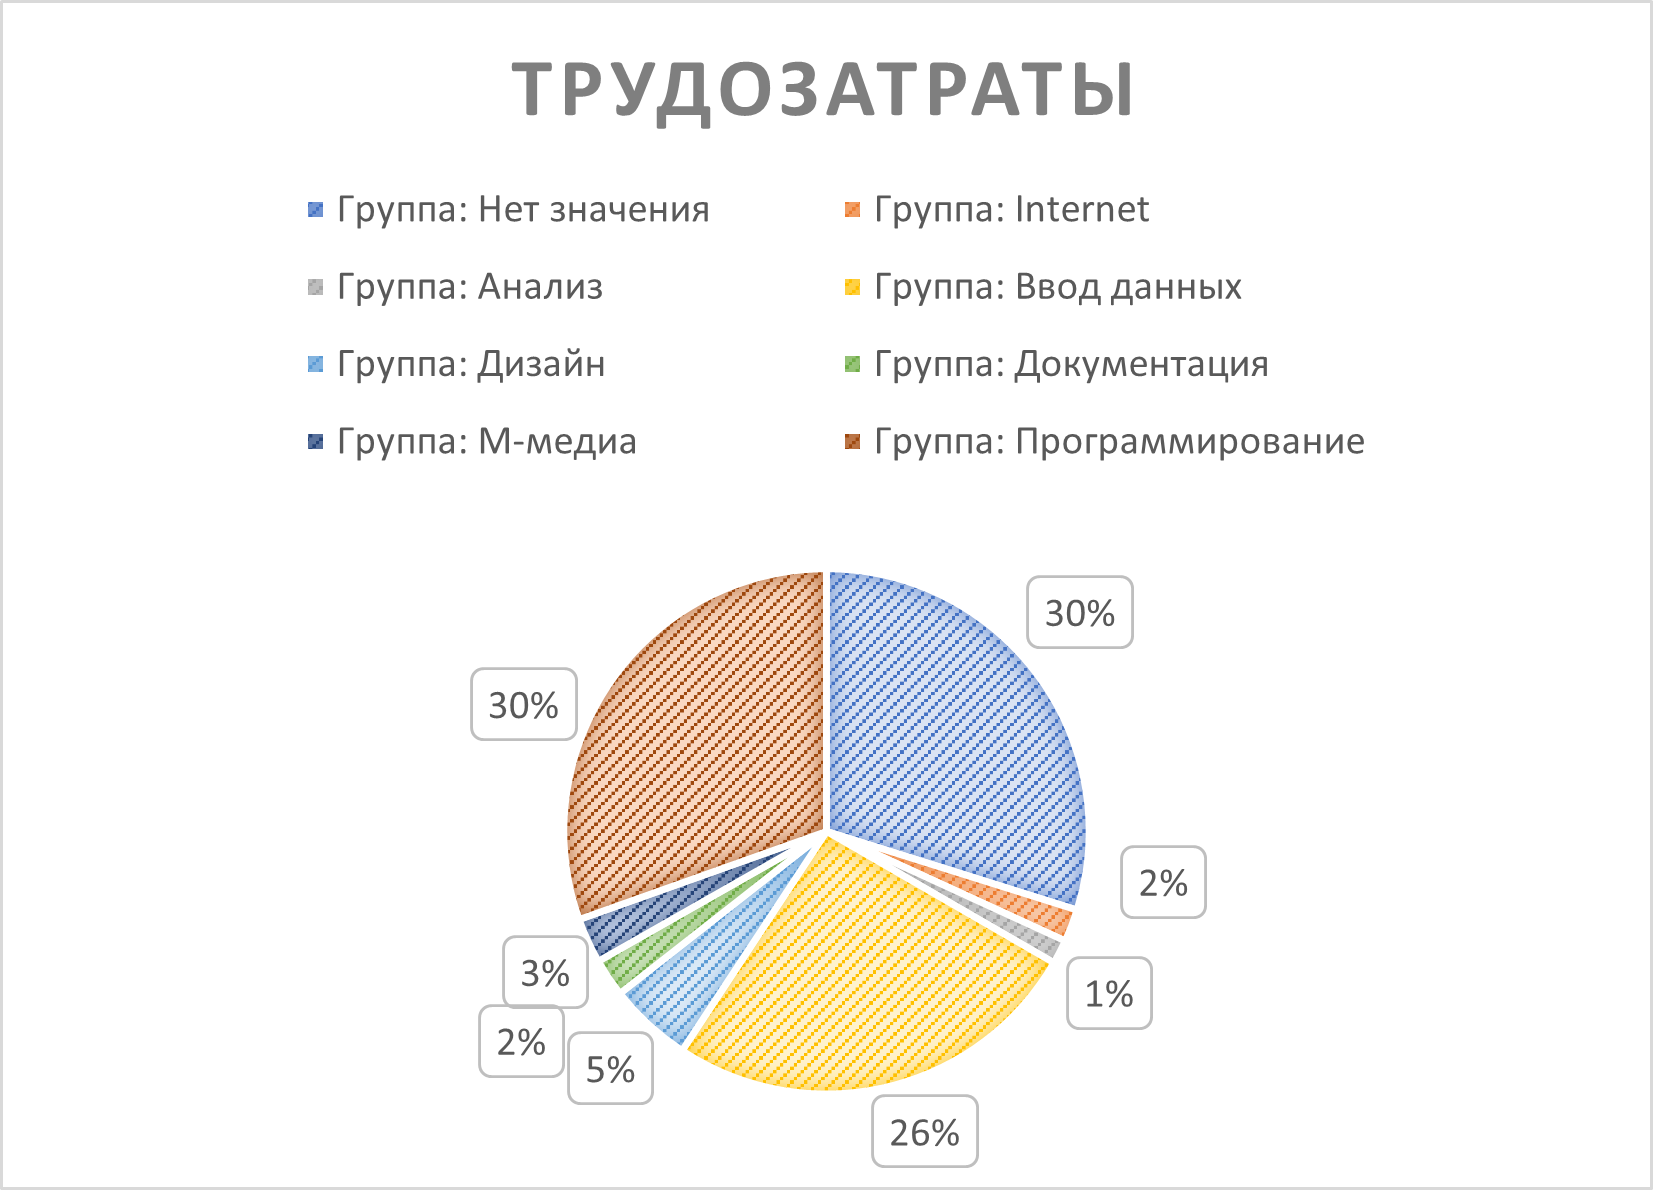 ТРУДОЗАТРАТЫ
Группа: Нет значения
Группа: Internet
Группа: Анализ
Группа: Ввод данных
Группа: Дизайн
Группа: Документация
Группа: М-медиа
Группа: Программирование
30%
30%
2%
3%
1%
2%
5%
26%